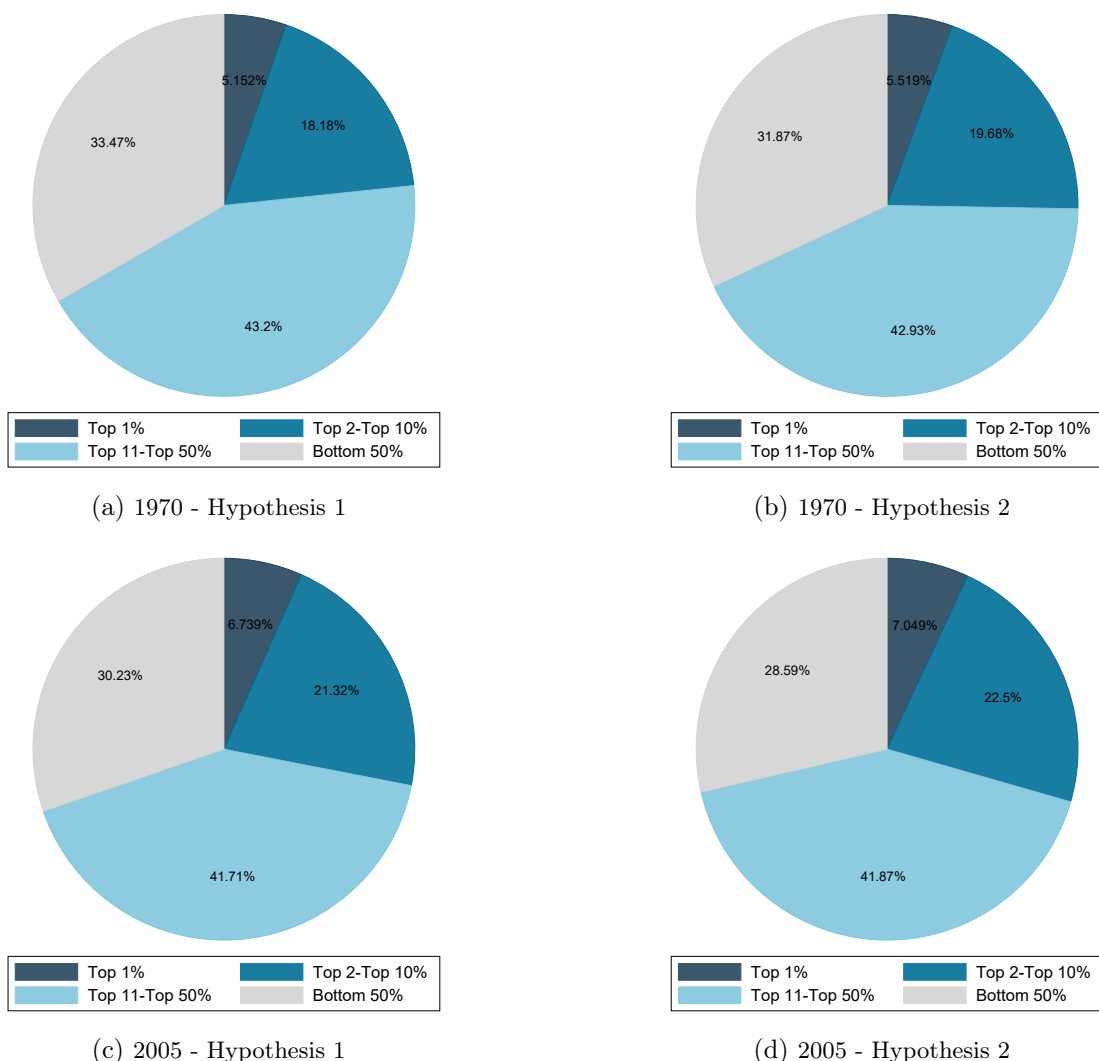 5.152%
18.18%
33.47%
43.2%
Top 1% Top 2-Top 10%
Top 11-Top 50% Bottom 50%
(a) 1970 - Hypothesis 1
5.519%
19.68%
31.87%
42.93%
Top 1% Top 2-Top 10%
Top 11-Top 50% Bottom 50%
(b) 1970 - Hypothesis 2
6.739%
21.32%
30.23%
41.71%
Top 1% Top 2-Top 10%
Top 11-Top 50% Bottom 50%
(c) 2005 - Hypothesis 1
7.049%
22.5%
28.59%
41.87%
Top 1% Top 2-Top 10%
Top 11-Top 50% Bottom 50%
(d) 2005 - Hypothesis 2